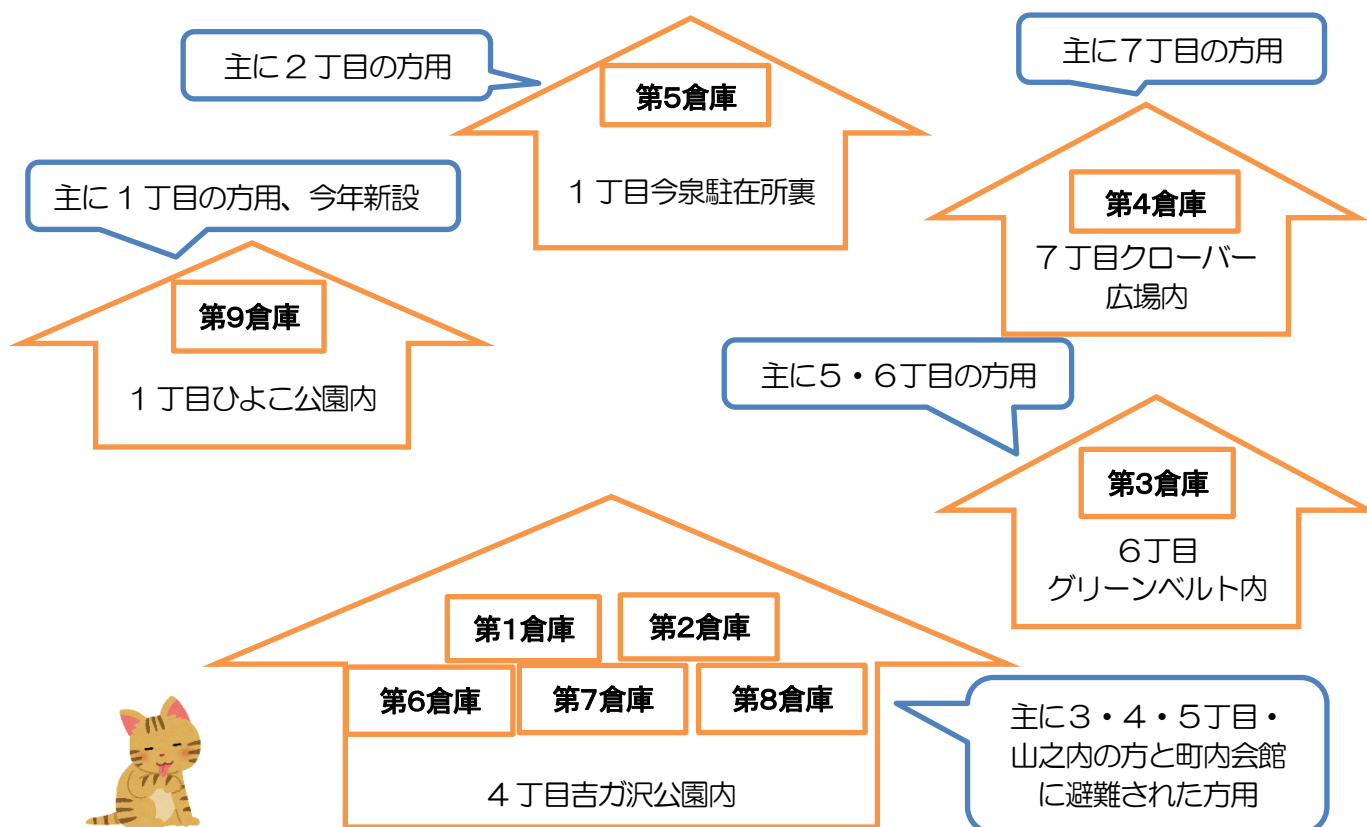 主に２丁目の方用
第5倉庫
１丁目今泉駐在所裏
主に７丁目の方用
第4倉庫
７丁目クローバー
広場内
主に１丁目の方用、今年新設
第9倉庫
１丁目ひよこ公園内
主に５・６丁目の方用
第3倉庫
６丁目
グリーンベルト内
第1倉庫
第2倉庫
第6倉庫
第7倉庫
第8倉庫
４丁目吉ガ沢公園内
主に３・４・５丁目・
山之内の方と町内会館
に避難された方用